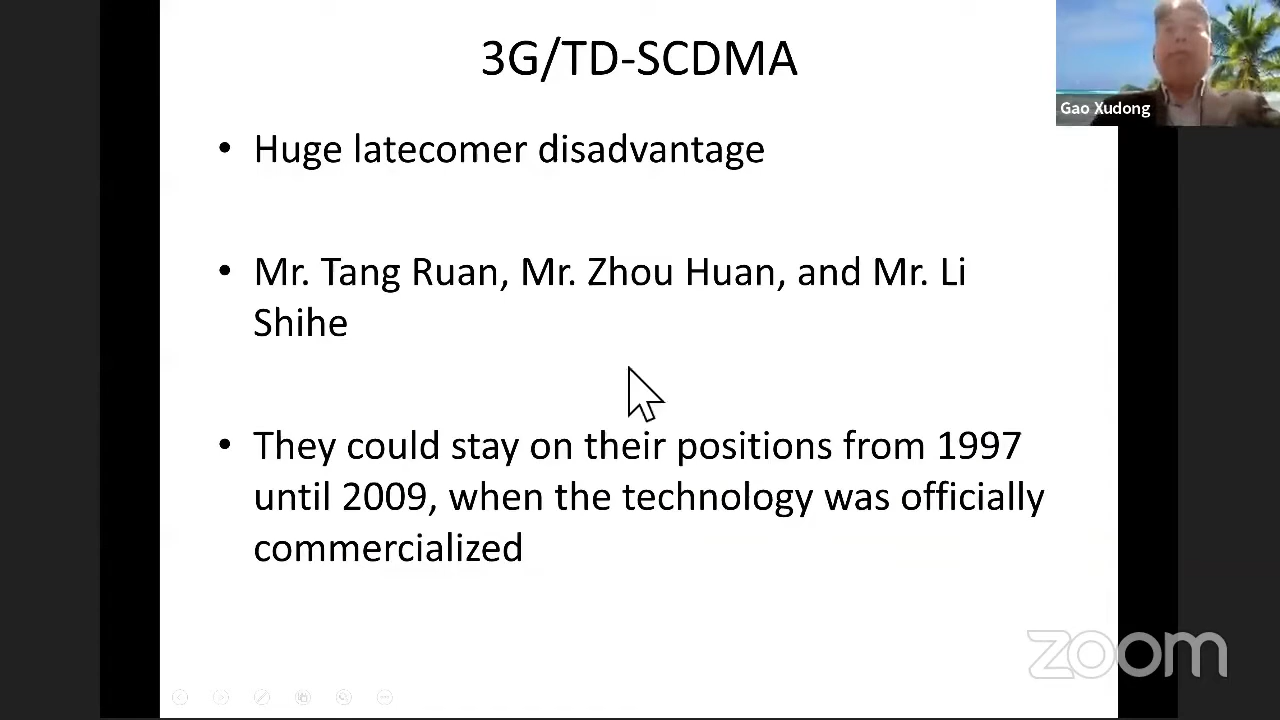 3G/TD-SCDMA
Gao Xudong
• Huge latecomer disadvantage
• Mr. Tang Ruan, Mr. Zhou Huan, and Mr. Li
Shihe
• They could stay on their positions from 1997
until 2009, when the technology was officially
commercialized
zoom